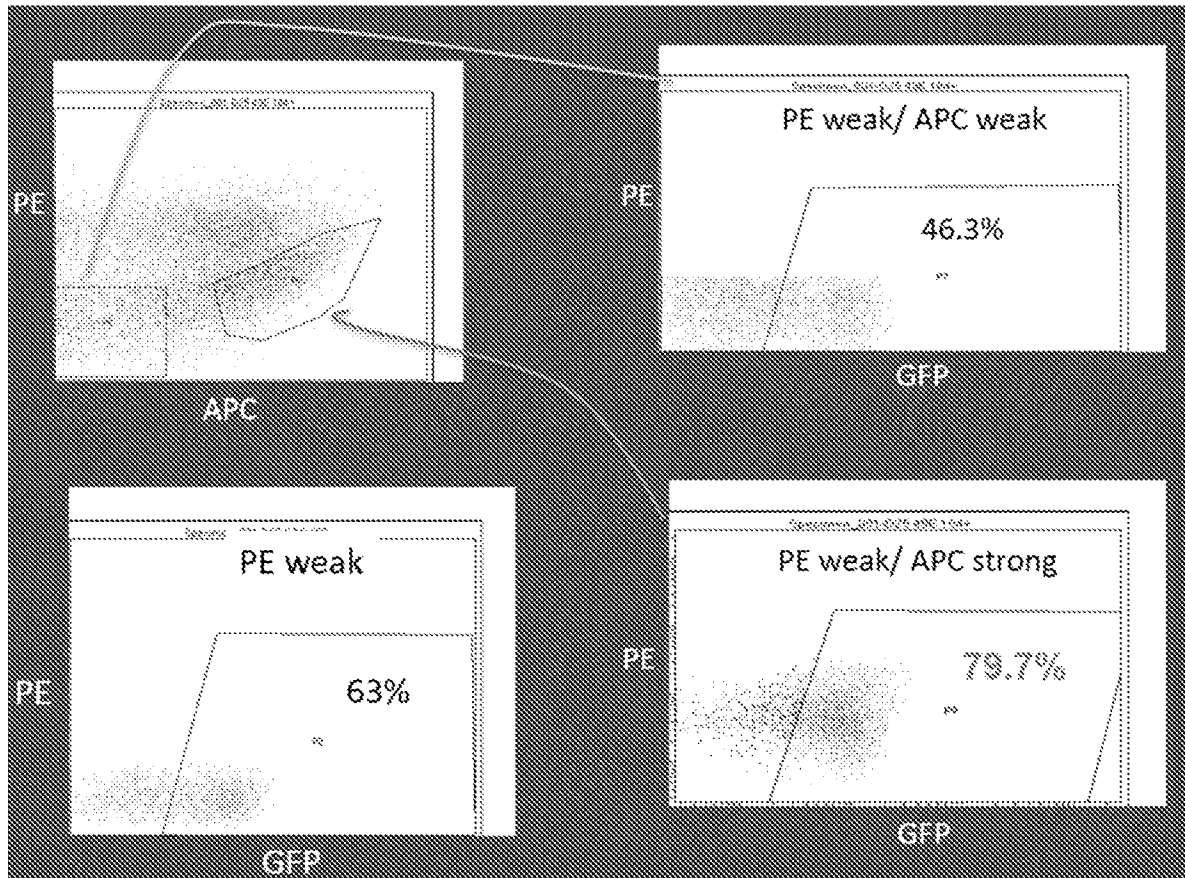 PE
APC
PE weak/ APC weak
46.3%
PE
GFP
PE weak
63%
PE
GFP
PE weak/ APC strong
79.7%
PE
GFP